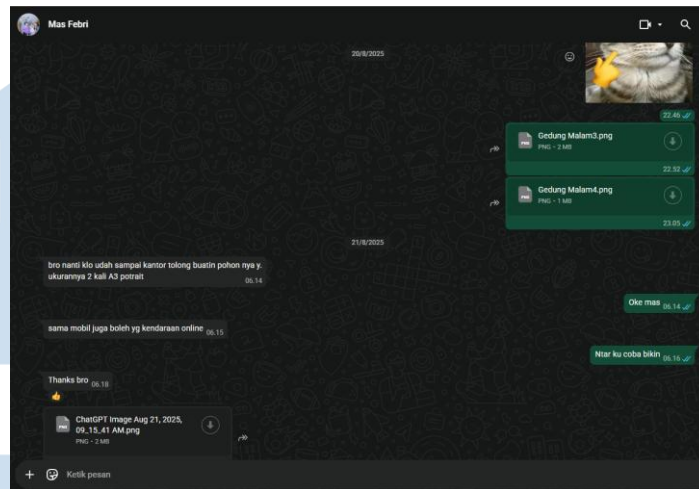 Mas Febri
20/8/2025
22.46
PNG
Gedung Malam3.png
PNG • 2 MB
22.52
PNG
Gedung Malam4.png
PNG • 1 MB
23.05
21/8/2025
bro nanti klo udah sampai kantor tolong buatin pohon nya y.
ukurannya 2 kali A3 potrait
06.14
Oke mas 06.14
sama mobil juga boleh yg kendaraan online 06.15
Ntar ku coba bikin 06.16
Thanks bro 06.18
PNG
ChatGPT Image Aug 21, 2025,
09_15_41 AM.png
PNG • 2 MB
Ketik pesan